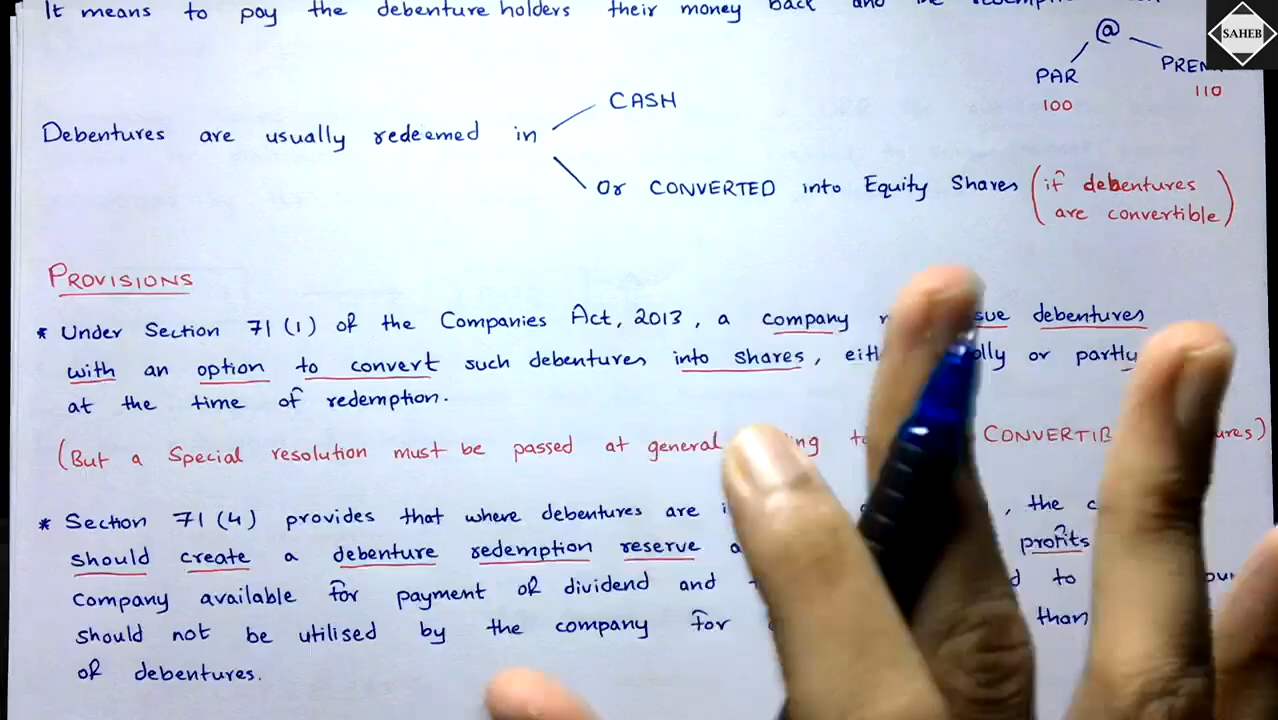 It means to pay the debenture holders their money back and
@
SAHEB
PAR
100
110
CASH
Debentures are usually redeemed in
Or CONVERTED into Equity Shares (if debentures
are convertible)
PROVISIONS
* Under Section 71 (1) of the Companies Act, 2013, a company debentures
with an option to convert such debentures into shares, or partly
at the time of redemption.
(But a Special resolution must be passed at general
* Section 71 (4) provides that where debentures are , the
should create a debenture redemption reserve profits
company available for payment of dividend and to
should not be utilised by the company for than
of debentures.